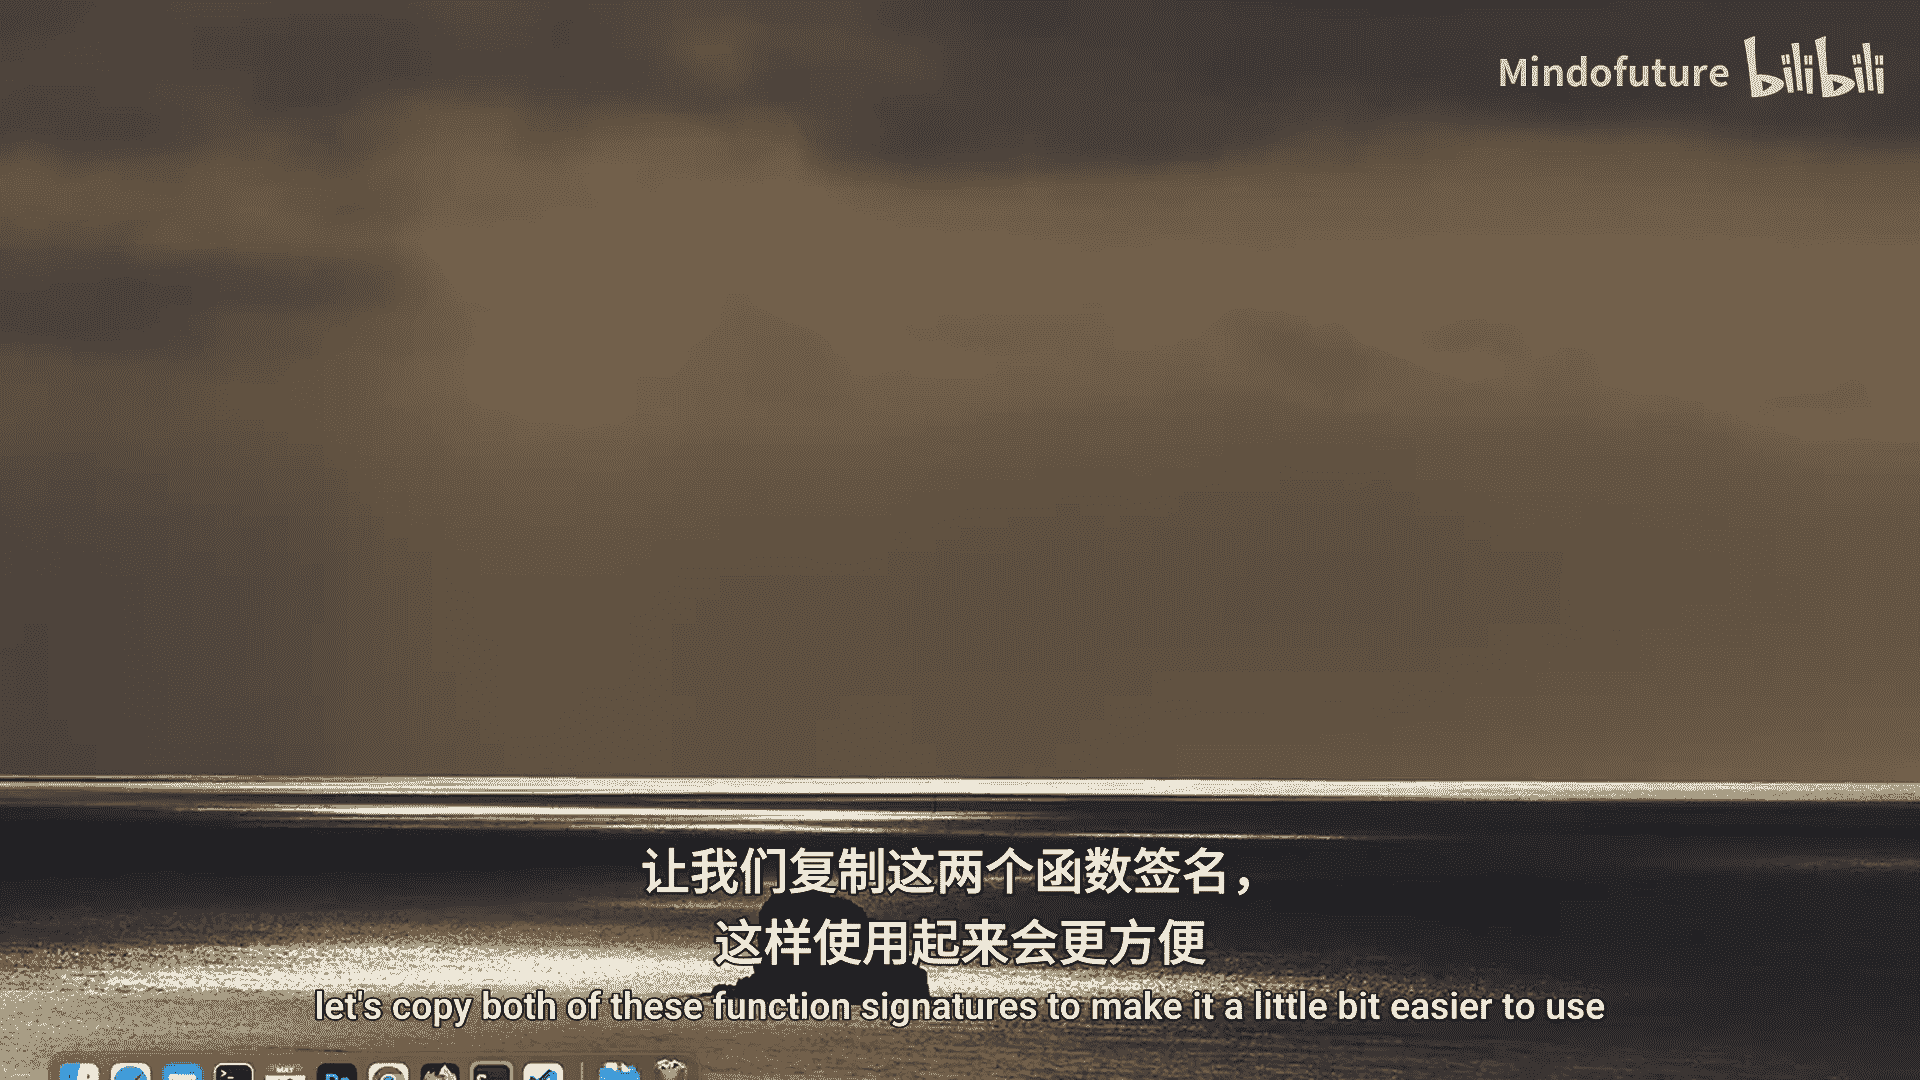 Mindofuture bilibili
让我们复制这两个函数签名，
这样使用起来会更方便
let's copy both of these function signatures to make it a little bit easier to use